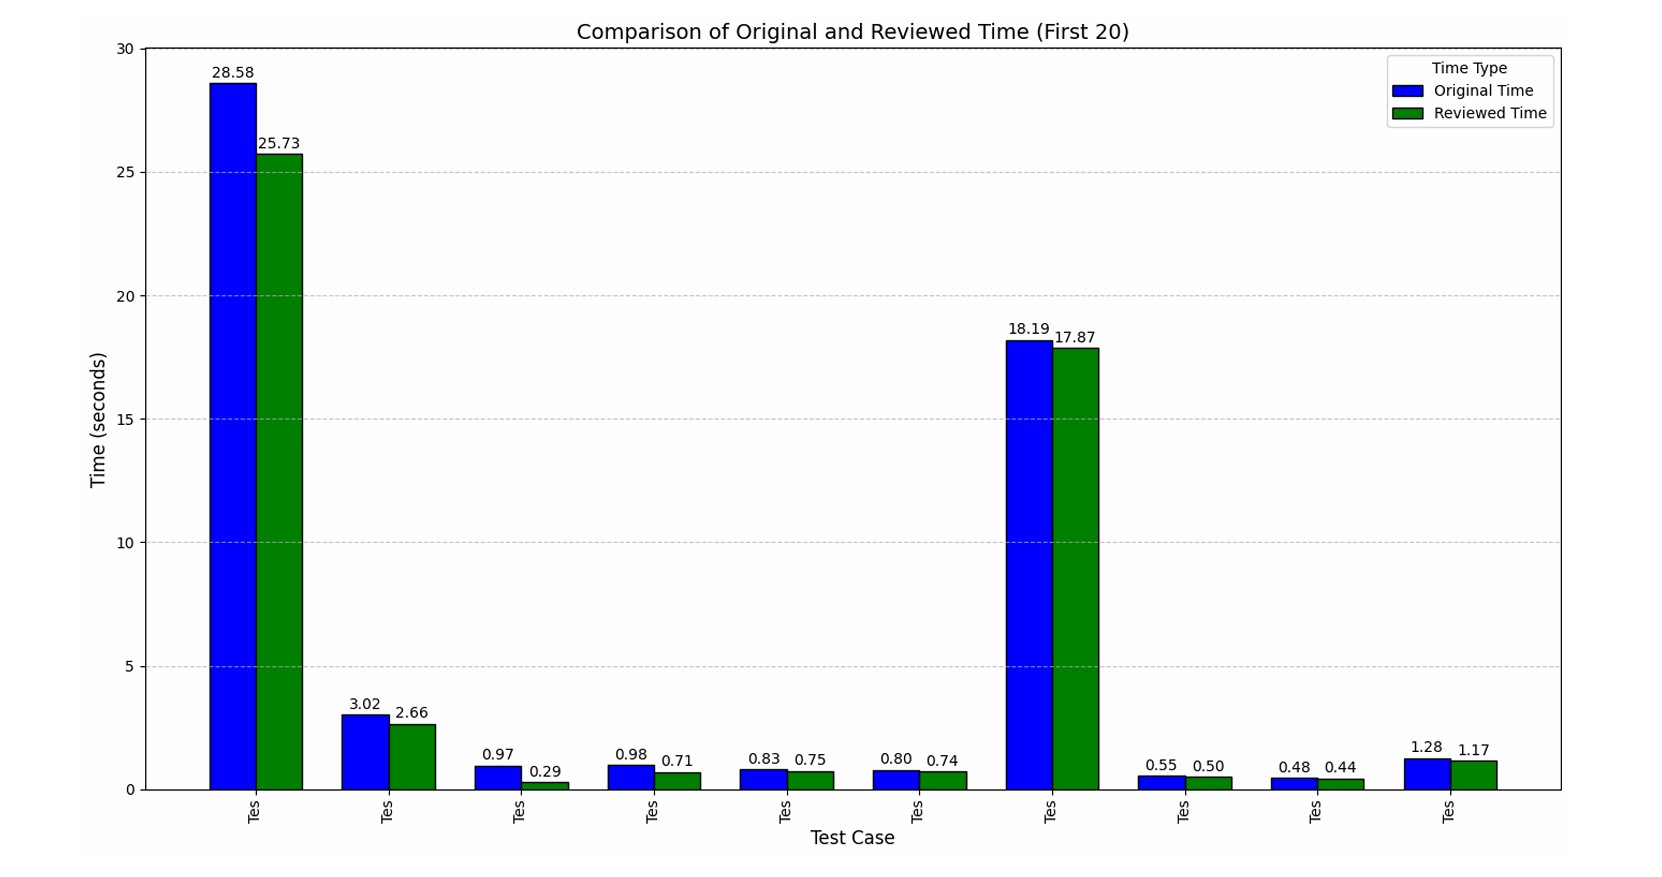 Comparison of Original and Reviewed Time (First 20)
Time Type
Original Time
Reviewed Time
Time (seconds)
30
25
20
15
10
5
0
28.58
25.73
3.02
2.66
0.97
0.29
0.98
0.71
0.83
0.75
0.80
0.74
18.19
17.87
0.55
0.50
0.48
0.44
1.28
1.17
Tes
Tes
Tes
Tes
Tes
Tes
Tes
Tes
Tes
Tes
Test Case